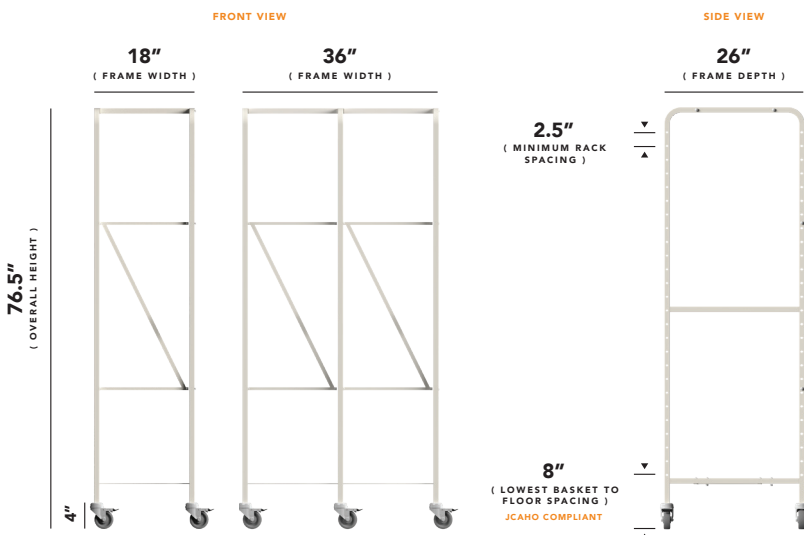 FRONT VIEW
SIDE VIEW
18"
( FRAME WIDTH )
36"
( FRAME WIDTH )
26"
( FRAME DEPTH )
2.5"
( MINIMUM RACK
SPACING )
76.5"
( OVERALL HEIGHT )
8"
( LOWEST BASKET TO
FLOOR SPACING )
JCAHO COMPLIANT
4"